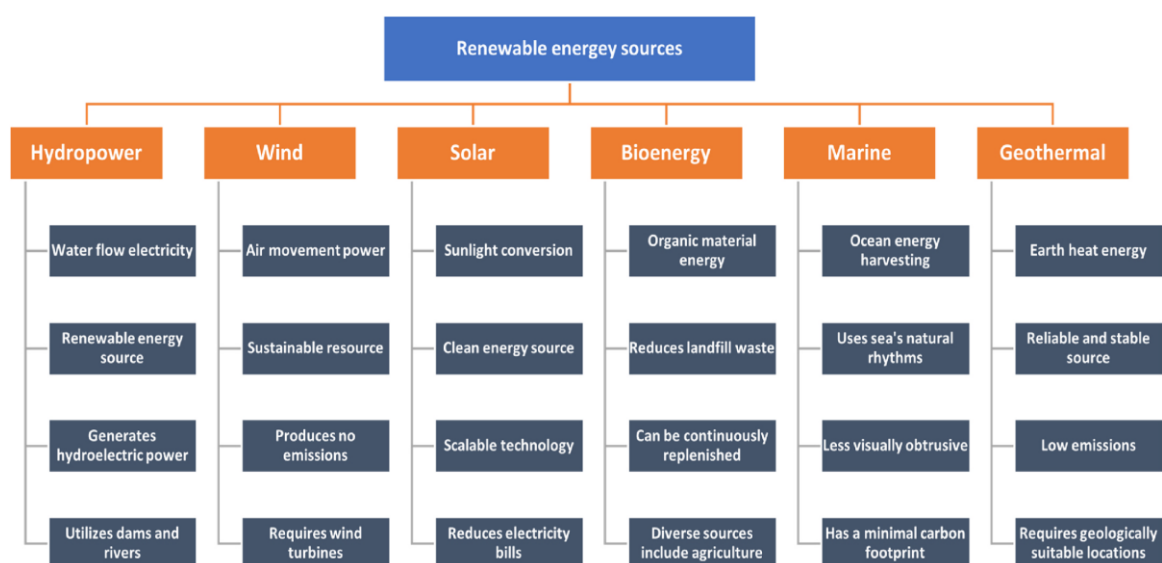 Renewable energey sources
Hydropower
Wind
Solar
Bioenergy
Marine
Geothermal
Water flow electricity
Air movement power
Sunlight conversion
Organic material
energy
Ocean energy
harvesting
Earth heat energy
Renewable energy
source
Sustainable resource
Clean energy source
Reduces landfill waste
Uses sea's natural
rhythms
Reliable and stable
source
Generates
hydroelectric power
Produces no
emissions
Scalable technology
Can be continuously
replenished
Less visually obtrusive
Low emissions
Utilizes dams and
rivers
Requires wind
turbines
Reduces electricity
bills
Diverse sources
include agriculture
Has a minimal carbon
footprint
Requires geologically
suitable locations